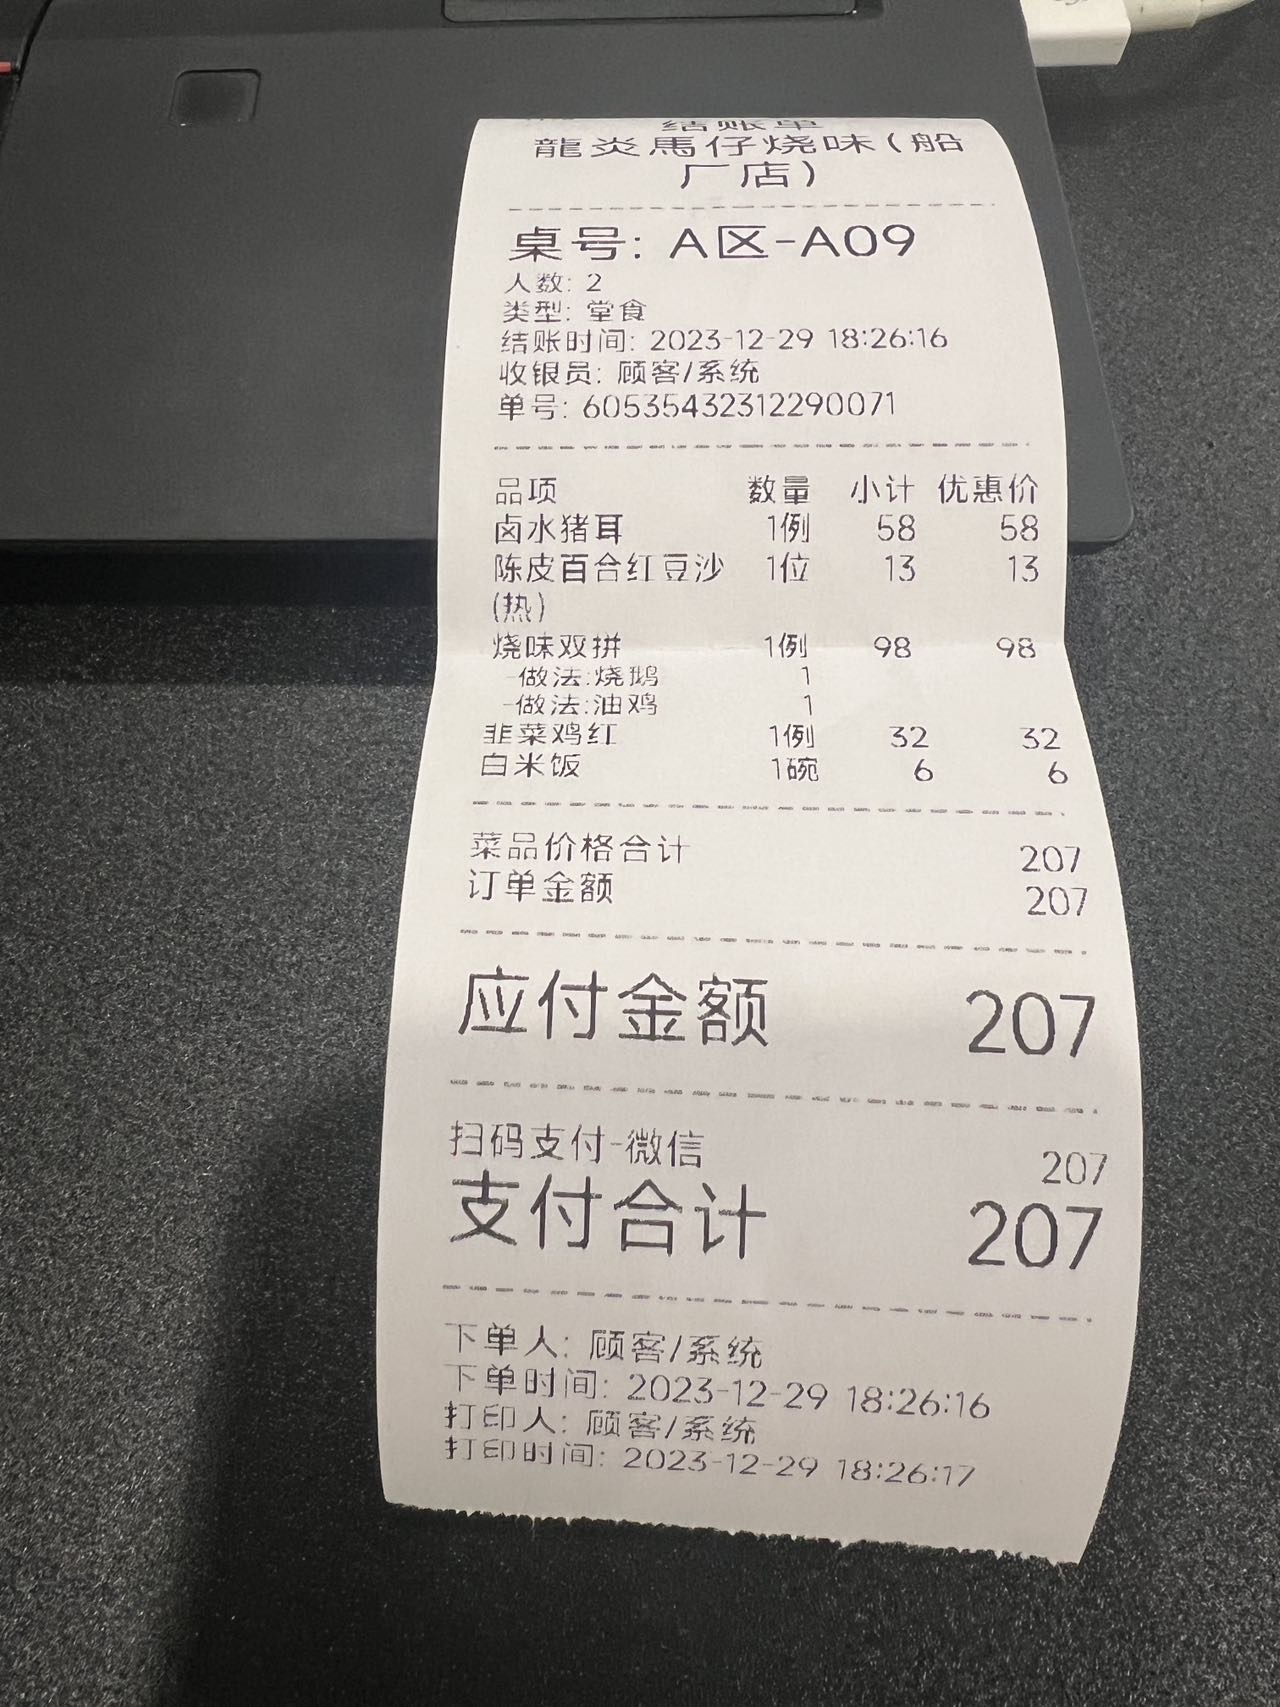 结账单
龍炎馬仔烧味(船
厂店)
桌号: A区-A09
人数: 2
类型: 堂食
结账时间: 2023-12-29 18:26:16
收银员: 顾客/系统
单号: 60535432312290071
品项 数量 小计 优惠价
卤水猪耳 1例 58 58
陈皮百合红豆沙 1位 13 13
(热)
烧味双拼 1例 98 98
-做法:烧鹅 1
-做法:油鸡 1
韭菜鸡红 1例 32 32
白米饭 1碗 6 6
菜品价格合计 207
订单金额 207
应付金额 207
扫码支付-微信 207
支付合计 207
下单人: 顾客/系统
下单时间: 2023-12-29 18:26:16
打印人: 顾客/系统
打印时间: 2023-12-29 18:26:17